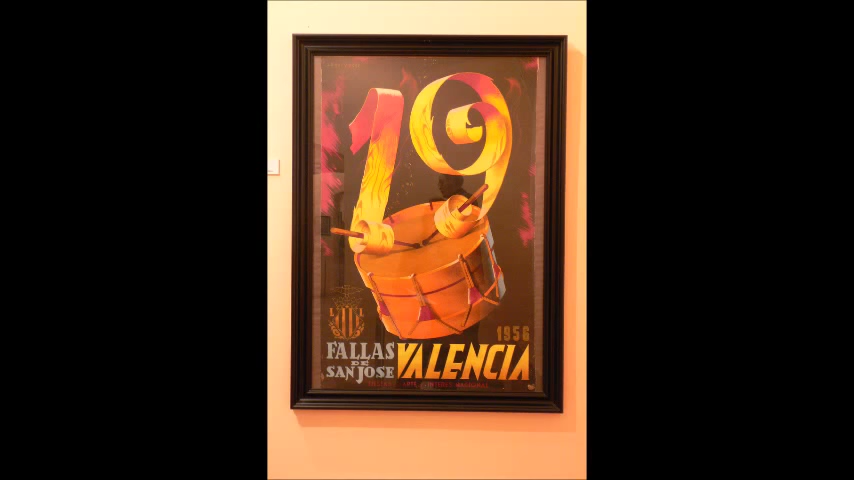 19
1956
FALLAS
DE
SAN JOSE
VALENCIA